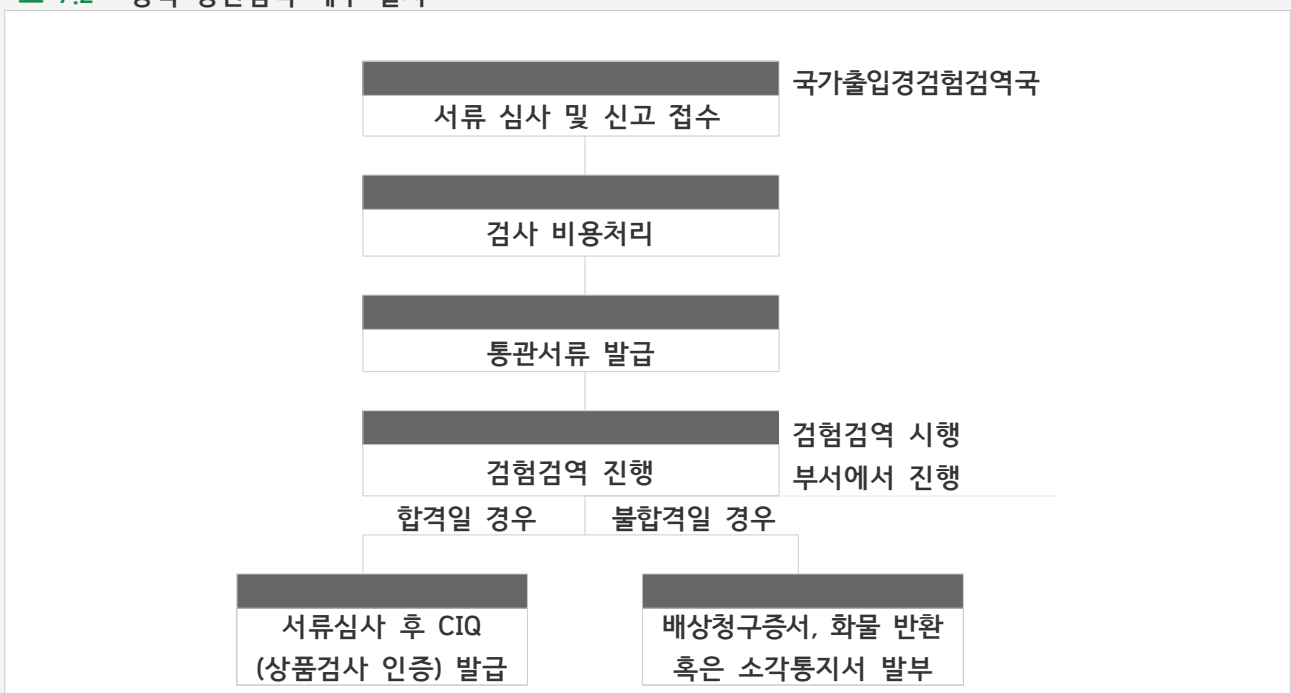 국가출입경검험검역국
서류 심사 및 신고 접수
검사 비용처리
통관서류 발급
검험검역 시행
부서에서 진행
검험검역 진행
합격일 경우 불합격일 경우
서류심사 후 CIQ
(상품검사 인증) 발급
배상청구증서, 화물 반환
혹은 소각통지서 발부